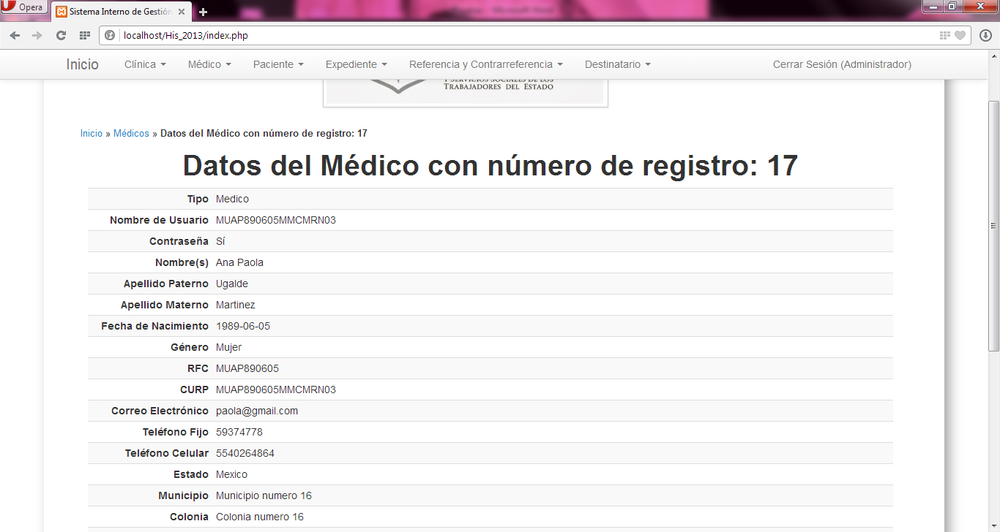 Opera
Sistema Interno de Gestión
localhost/His_2013/index.php
Inicio Clínica Médico Paciente Expediente Referencia y Contrarreferencia Destinatario Cerrar Sesión (Administrador)
Y SERVICIOS SOCIALES DE LOS
TRABAJADORES DEL ESTADO
Inicio » Médicos » Datos del Médico con número de registro: 17
Datos del Médico con número de registro: 17
Tipo Medico
Nombre de Usuario MUAP890605MMCMRN03
Contraseña Sí
Nombre(s) Ana Paola
Apellido Paterno Ugalde
Apellido Materno Martinez
Fecha de Nacimiento 1989-06-05
Género Mujer
RFC MUAP890605
CURP MUAP890605MMCMRN03
Correo Electrónico paola@gmail.com
Teléfono Fijo 59374778
Teléfono Celular 5540264864
Estado Mexico
Municipio Municipio numero 16
Colonia Colonia numero 16